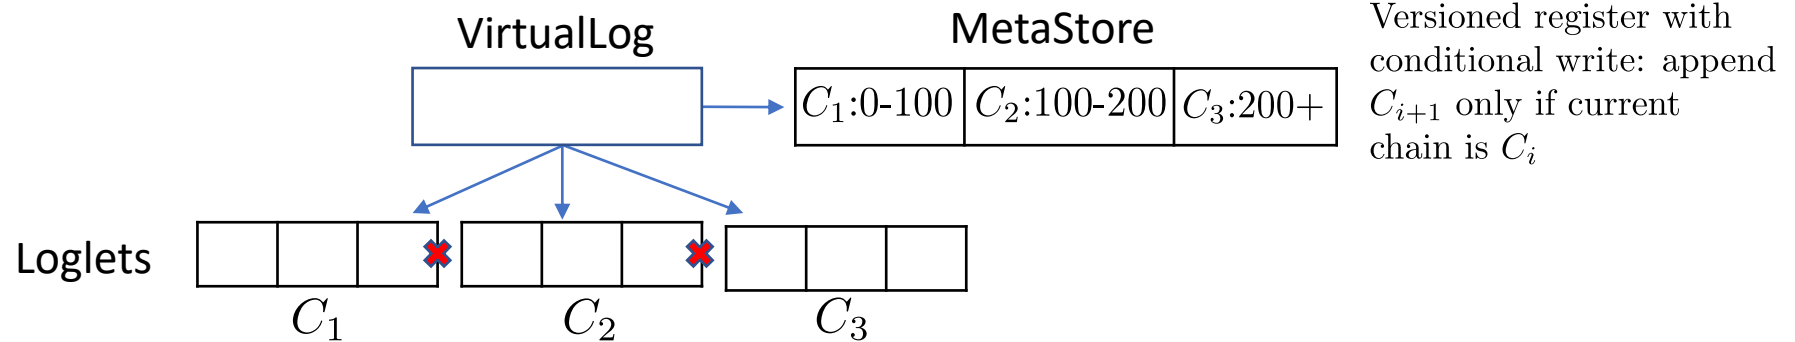 VirtualLog
MetaStore
Versioned register with
conditional write: append
C_{i+1} only if current
chain is C_i
C_1:0-100 C_2:100-200 C_3:200+
Loglets
C_1 C_2 C_3